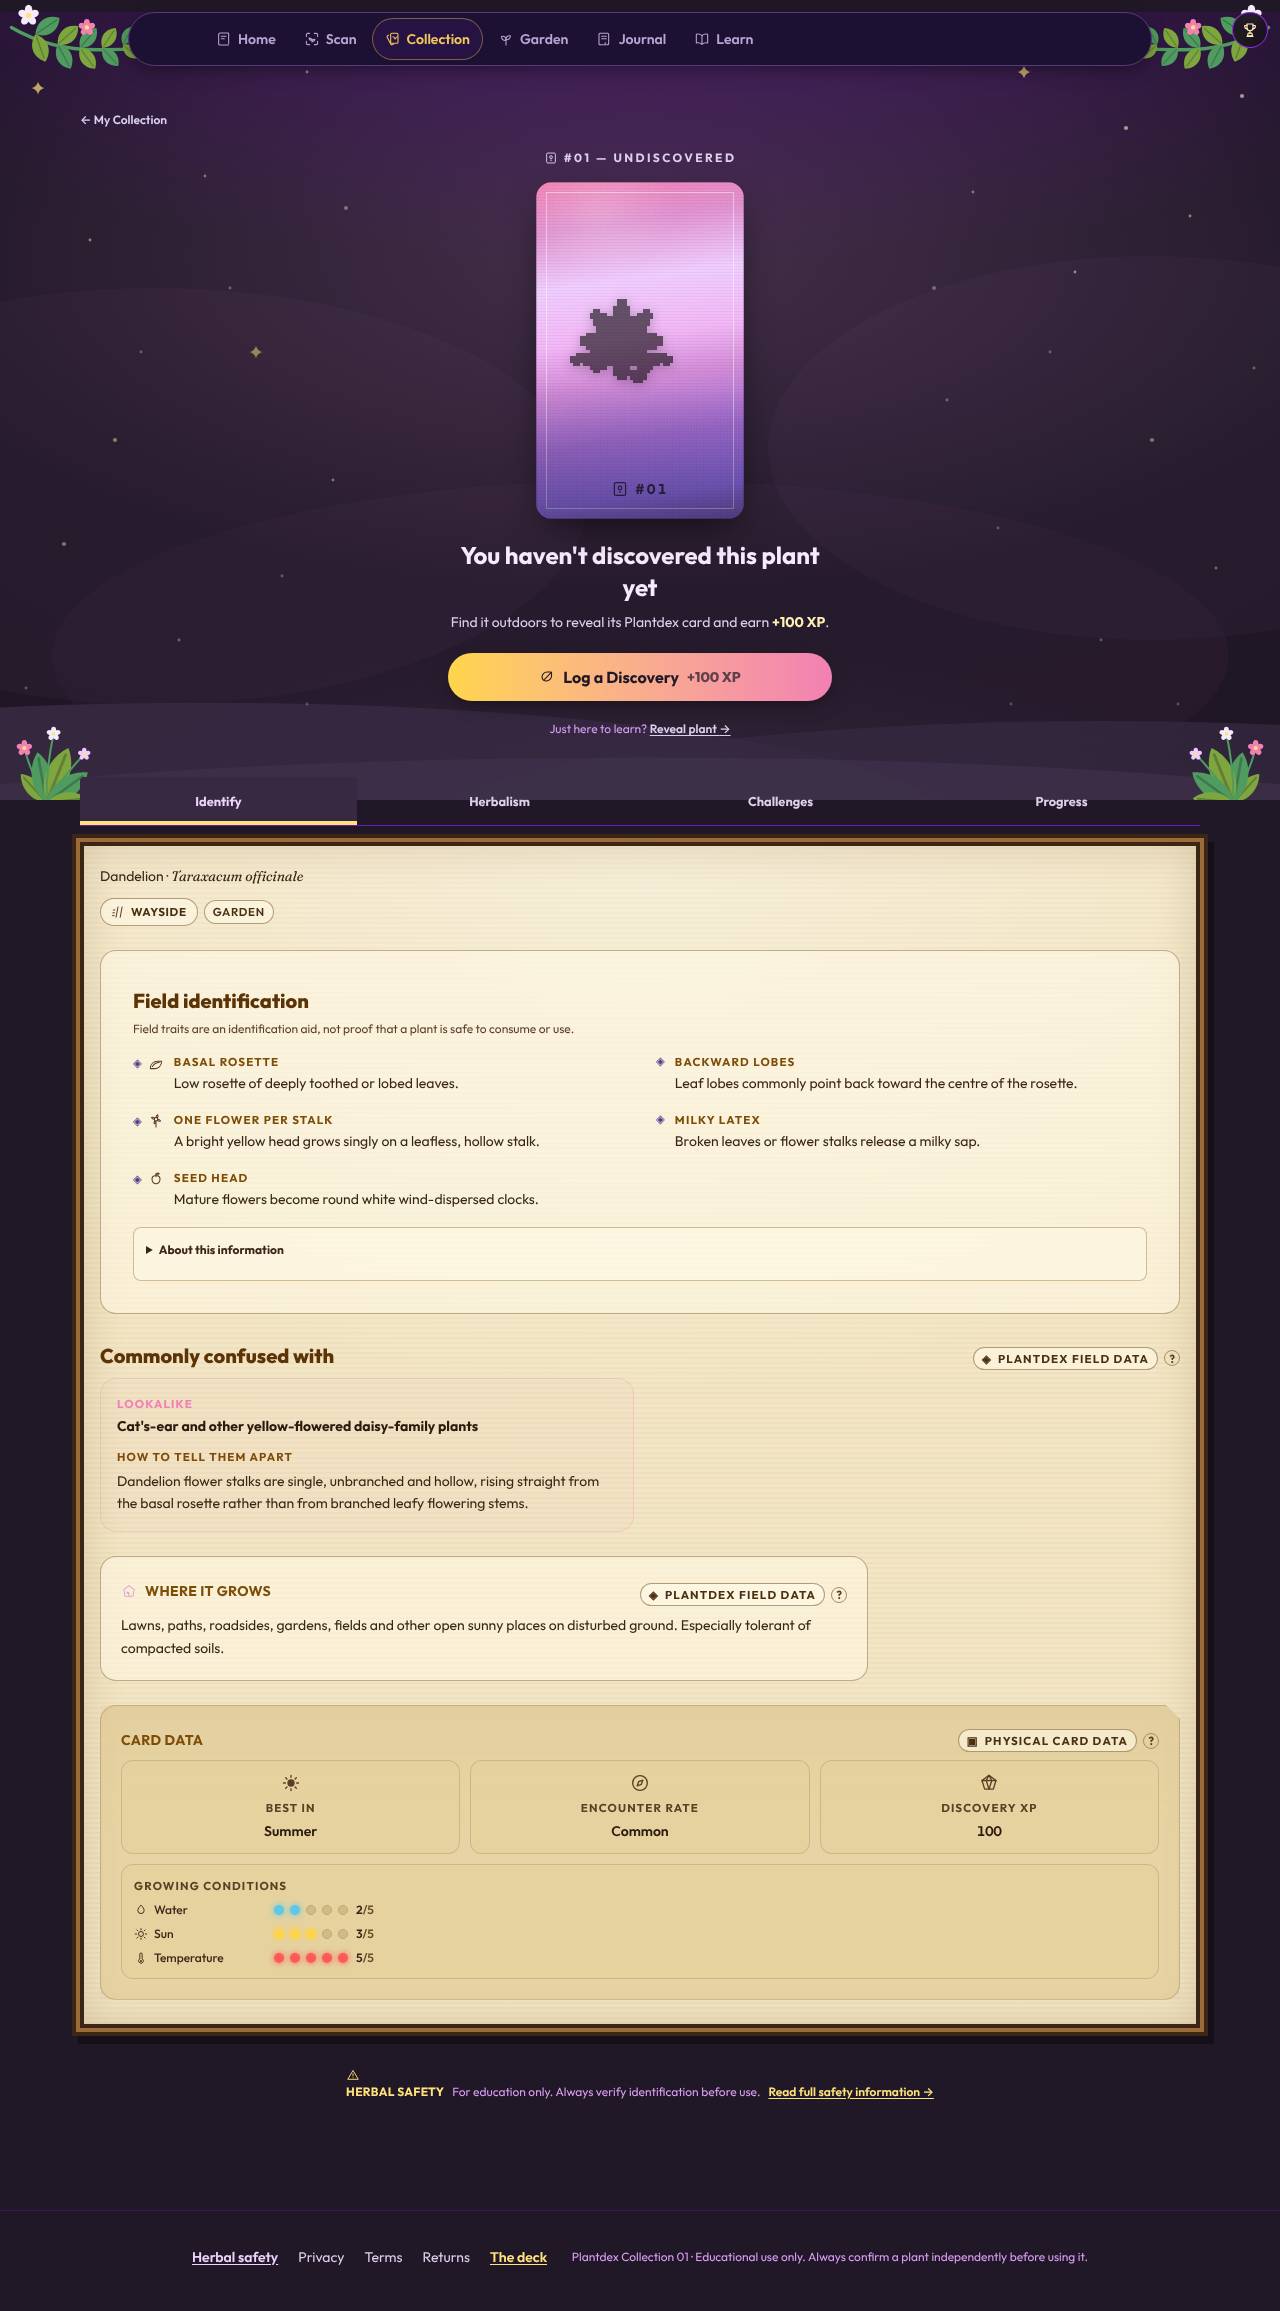 Home Scan Collection Garden Journal Learn
← My Collection
#01 — UNDISCOVERED
#01
You haven't discovered this plant
yet
Find it outdoors to reveal its Plantdex card and earn +100 XP.
Log a Discovery +100 XP
Just here to learn? Reveal plant →
Identify Herbalism Challenges Progress
Dandelion · Taraxacum officinale
WAYSIDE GARDEN
Field identification
Field traits are an identification aid, not proof that a plant is safe to consume or use.
BASAL ROSETTE
Low rosette of deeply toothed or lobed leaves.
BACKWARD LOBES
Leaf lobes commonly point back toward the centre of the rosette.
ONE FLOWER PER STALK
A bright yellow head grows singly on a leafless, hollow stalk.
MILKY LATEX
Broken leaves or flower stalks release a milky sap.
SEED HEAD
Mature flowers become round white wind-dispersed clocks.
▶ About this information
Commonly confused with
◈ PLANTDEX FIELD DATA ?
LOOKALIKE
Cat's-ear and other yellow-flowered daisy-family plants
HOW TO TELL THEM APART
Dandelion flower stalks are single, unbranched and hollow, rising straight from
the basal rosette rather than from branched leafy flowering stems.
WHERE IT GROWS
◈ PLANTDEX FIELD DATA ?
Lawns, paths, roadsides, gardens, fields and other open sunny places on disturbed ground. Especially tolerant of
compacted soils.
CARD DATA
▣ PHYSICAL CARD DATA ?
BEST IN
Summer
ENCOUNTER RATE
Common
DISCOVERY XP
100
GROWING CONDITIONS
Water 2/5
Sun 3/5
Temperature 5/5
HERBAL SAFETY For education only. Always verify identification before use. Read full safety information →
Herbal safety Privacy Terms Returns The deck Plantdex Collection 01 · Educational use only. Always confirm a plant independently before using it.